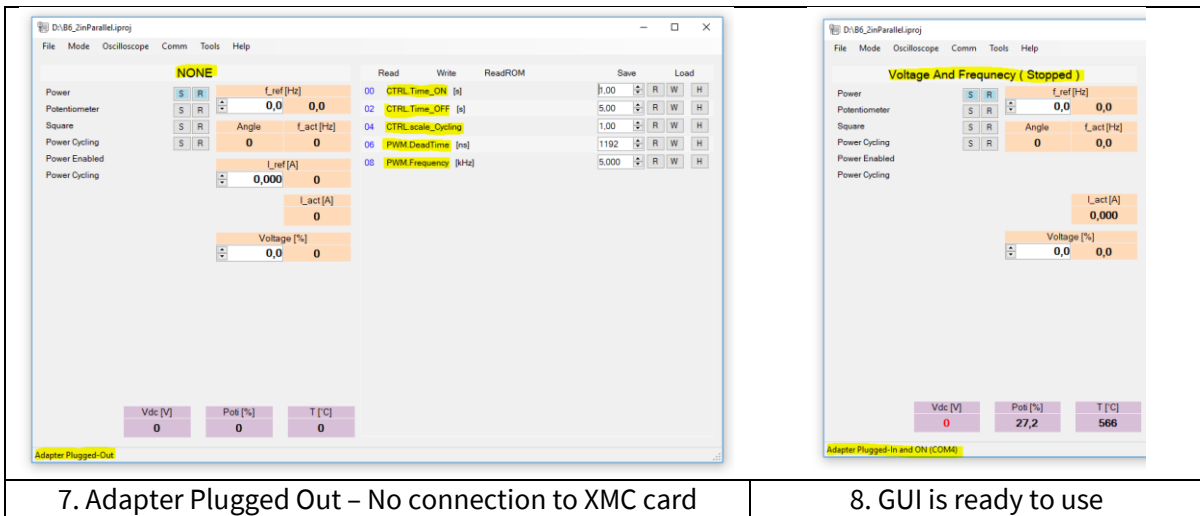 D:\B6_2inParallel.iproj
File Mode Oscilloscope Comm Tools Help
NONE
Power S R f_ref [Hz]
Potentiometer S R 0,0 0,0
Square S R Angle f_act [Hz]
Power Cycling S R 0 0
Power Enabled I_ref [A]
Power Cycling 0,000 0
I_act [A]
0
Voltage [%]
0,0 0
Vdc [V] Poti [%] T [°C]
0 0 0
Read Write ReadROM Save Load
00 CTRL.Time_ON [s] 1.00 R W H
02 CTRL.Time_OFF [s] 5,00 R W H
04 CTRL.scale_Cycling 1,00 R W H
06 PWM.DeadTime [ns] 1192 R W H
08 PWM.Frequency [kHz] 5,000 R W H
Adapter Plugged-Out
7. Adapter Plugged Out – No connection to XMC card
D:\B6_2inParallel.iproj
File Mode Oscilloscope Comm Tools Help
Voltage And Frequnecy ( Stopped )
Power S R f_ref [Hz]
Potentiometer S R 0,0 0,0
Square S R Angle f_act [Hz]
Power Cycling S R 0 0,0
Power Enabled
Power Cycling
I_act [A]
0,000
Voltage [%]
0,0 0,0
Vdc [V] Poti [%] T [°C]
0 27,2 566
Adapter Plugged-In and ON (COM4)
8. GUI is ready to use